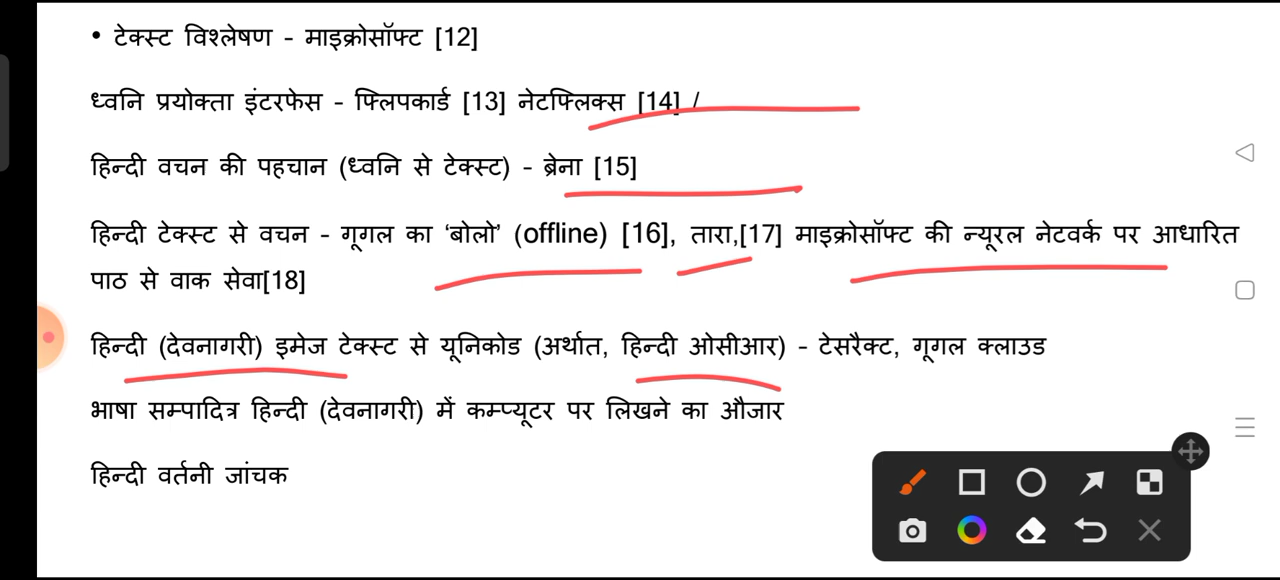 • टेक्स्ट विश्लेषण - माइक्रोसॉफ्ट [12]
ध्वनि प्रयोक्ता इंटरफेस - फ्लिपकार्ड [13] नेटफ्लिक्स [14] /
हिन्दी वचन की पहचान (ध्वनि से टेक्स्ट) - ब्रेना [15]
हिन्दी टेक्स्ट से वचन - गूगल का ‘बोलो’ (offline) [16], तारा,[17] माइक्रोसॉफ्ट की न्यूरल नेटवर्क पर आधारित
पाठ से वाक सेवा[18]
हिन्दी (देवनागरी) इमेज टेक्स्ट से यूनिकोड (अर्थात, हिन्दी ओसीआर) - टेसरैक्ट, गूगल क्लाउड
भाषा सम्पादित्र हिन्दी (देवनागरी) में कम्प्यूटर पर लिखने का औजार
हिन्दी वर्तनी जांचक